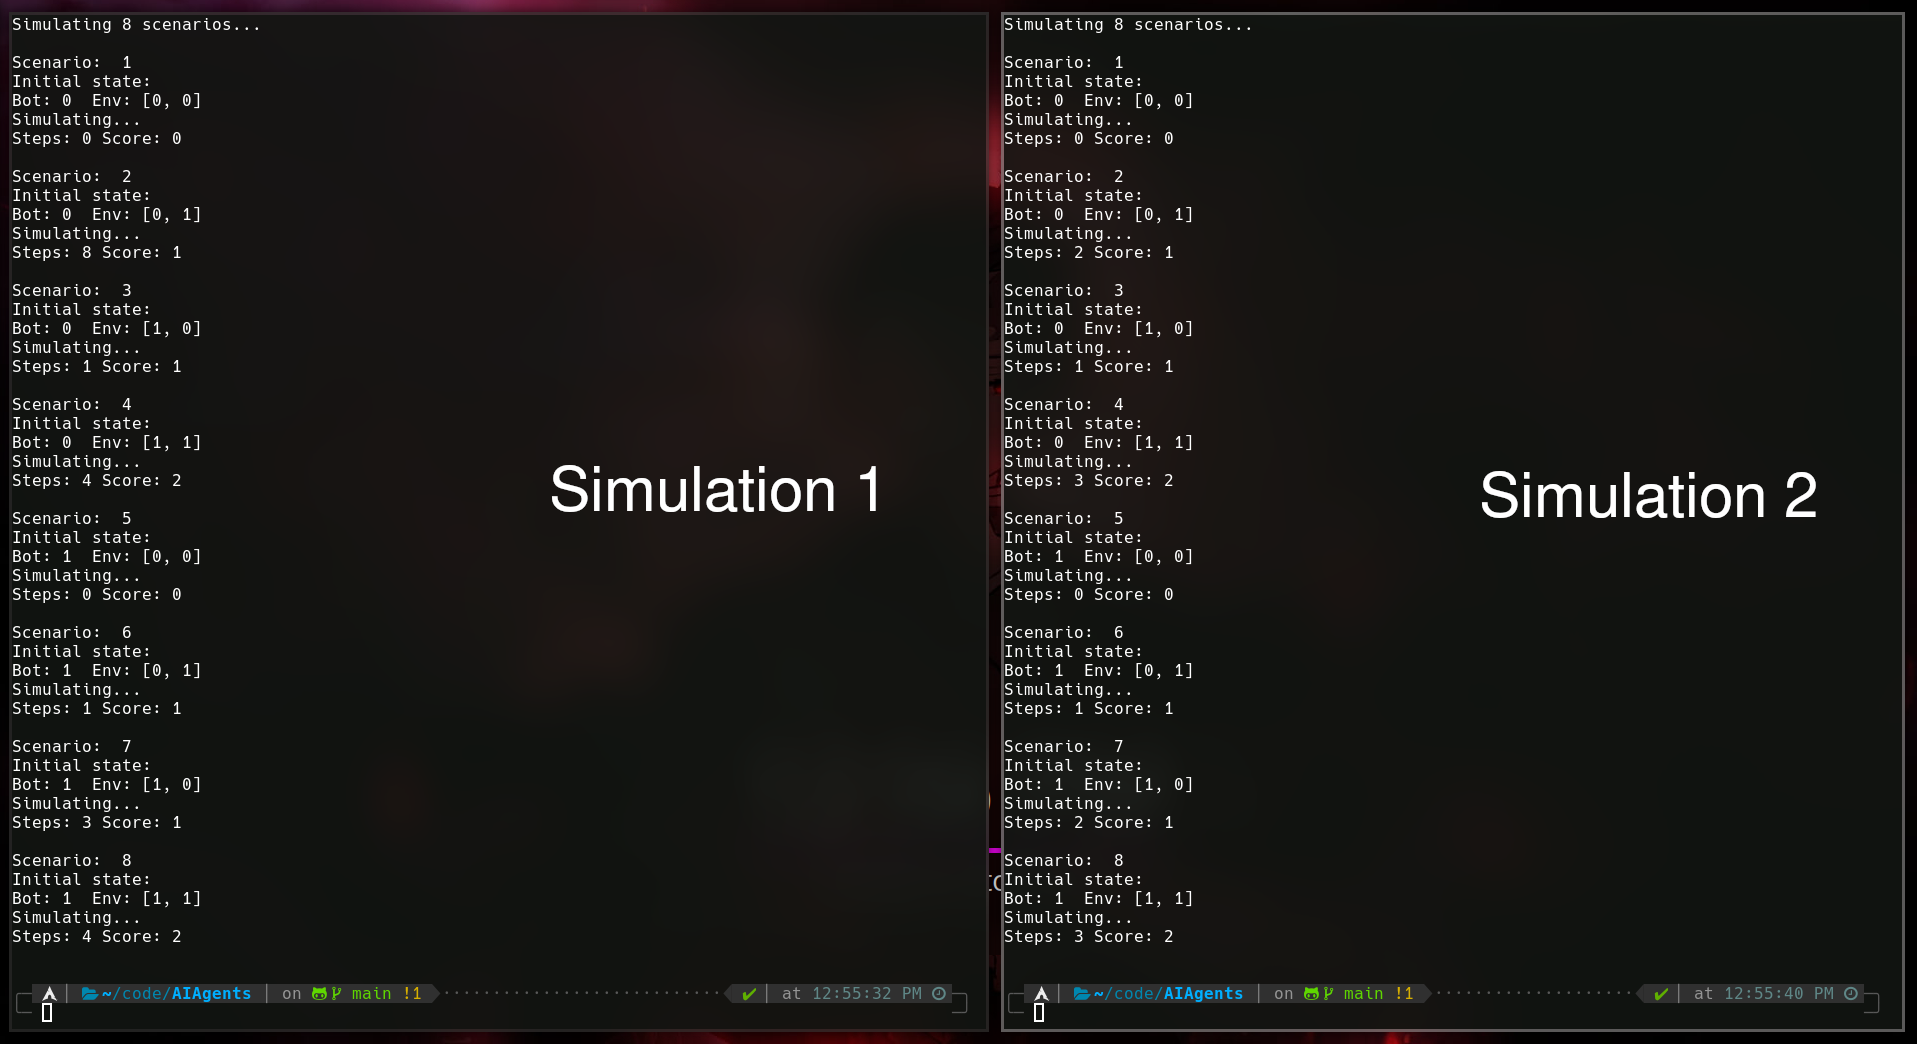 Simulating 8 scenarios...
Scenario:  1
Initial state:
Bot: 0  Env: [0, 0]
Simulating...
Steps: 0 Score: 0
Scenario:  2
Initial state:
Bot: 0  Env: [0, 1]
Simulating...
Steps: 8 Score: 1
Scenario:  3
Initial state:
Bot: 0  Env: [1, 0]
Simulating...
Steps: 1 Score: 1
Scenario:  4
Initial state:
Bot: 0  Env: [1, 1]
Simulating...
Steps: 4 Score: 2
Scenario:  5
Initial state:
Bot: 1  Env: [0, 0]
Simulating...
Steps: 0 Score: 0
Scenario:  6
Initial state:
Bot: 1  Env: [0, 1]
Simulating...
Steps: 1 Score: 1
Scenario:  7
Initial state:
Bot: 1  Env: [1, 0]
Simulating...
Steps: 3 Score: 1
Scenario:  8
Initial state:
Bot: 1  Env: [1, 1]
Simulating...
Steps: 4 Score: 2
~/code/AIAgents on main !1 at 12:55:32 PM
Simulation 1
Simulating 8 scenarios...
Scenario:  1
Initial state:
Bot: 0  Env: [0, 0]
Simulating...
Steps: 0 Score: 0
Scenario:  2
Initial state:
Bot: 0  Env: [0, 1]
Simulating...
Steps: 2 Score: 1
Scenario:  3
Initial state:
Bot: 0  Env: [1, 0]
Simulating...
Steps: 1 Score: 1
Scenario:  4
Initial state:
Bot: 0  Env: [1, 1]
Simulating...
Steps: 3 Score: 2
Scenario:  5
Initial state:
Bot: 1  Env: [0, 0]
Simulating...
Steps: 0 Score: 0
Scenario:  6
Initial state:
Bot: 1  Env: [0, 1]
Simulating...
Steps: 1 Score: 1
Scenario:  7
Initial state:
Bot: 1  Env: [1, 0]
Simulating...
Steps: 2 Score: 1
Scenario:  8
Initial state:
Bot: 1  Env: [1, 1]
Simulating...
Steps: 3 Score: 2
~/code/AIAgents on main !1 at 12:55:40 PM
Simulation 2